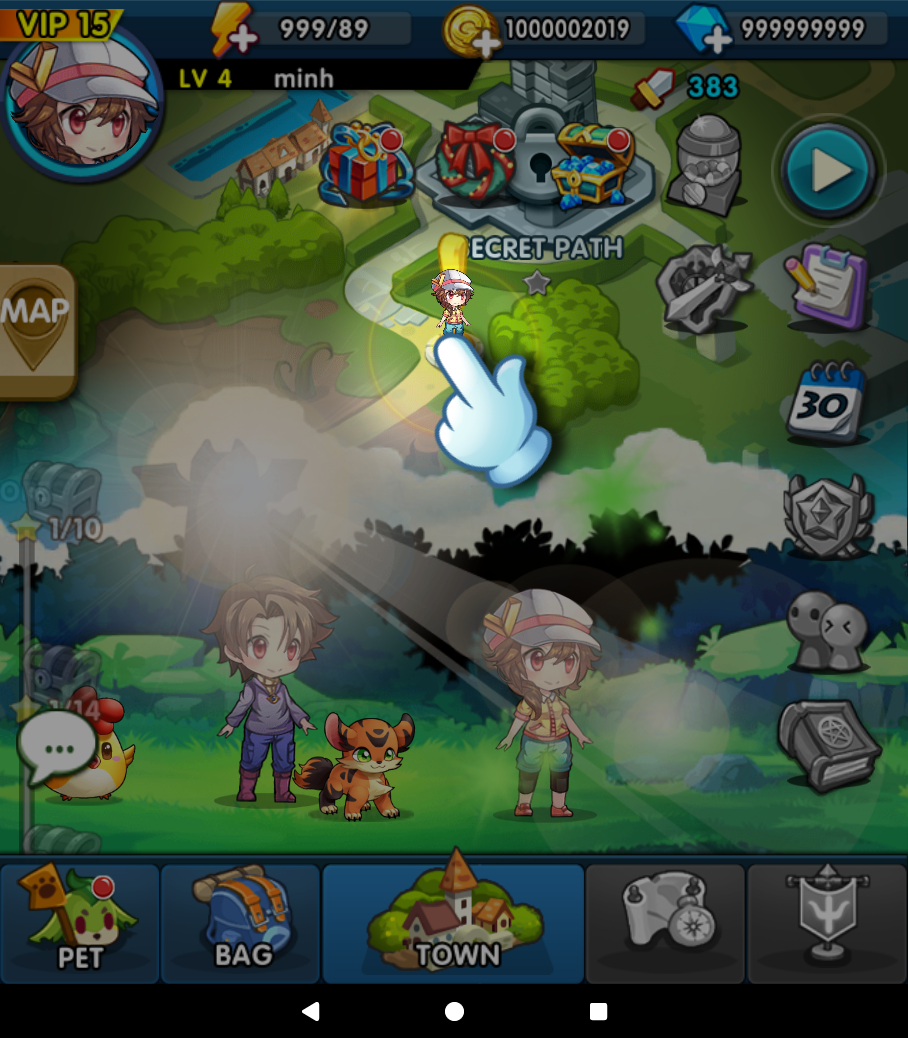 VIP 15
999/89
1000002019
999999999
LV 4 minh
383
ECRET PATH
MAP
30
1/10
1/14
...
PET
BAG
TOWN